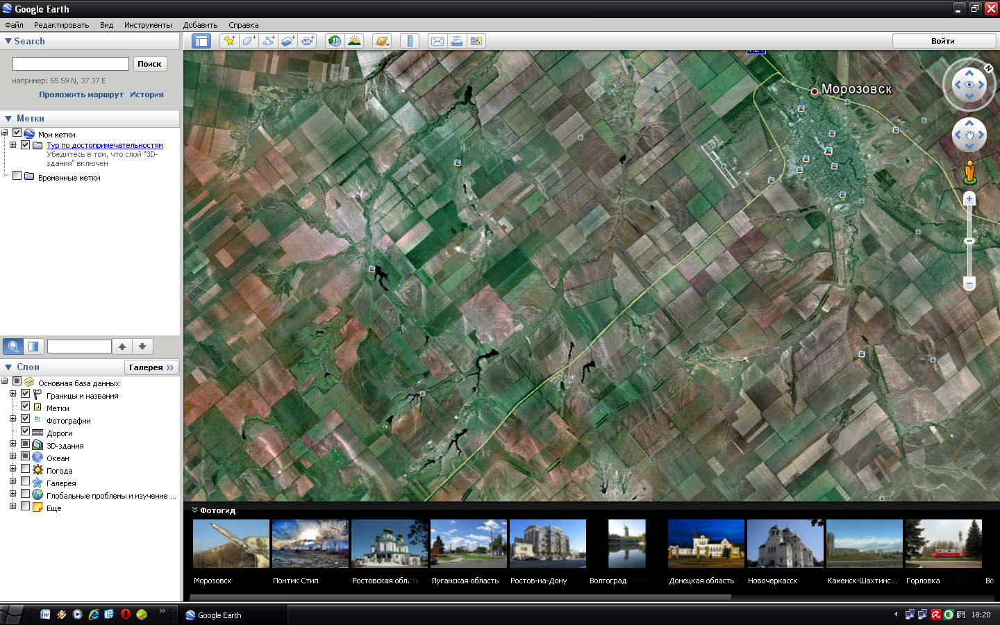 Google Earth
Файл Редактировать Вид Инструменты Добавить Справка
Search
Поиск
например: 55 59 N, 37 37 E
Проложить маршрут История
Метки
Мои метки
Тур по достопримечательностям
Убедитесь в том, что слой "3D-
здания" включен
Временные метки
Слои
Галерея »
Основная база данных
Границы и названия
Метки
Фотографии
Дороги
3D-здания
Океан
Погода
Галерея
Глобальные проблемы и изучение ...
Еще
Войти
Морозовск
N
Фотогид
Морозовск
Понтик Стип
Ростовская область
Луганская область
Ростов-на-Дону
Волгоград
Донецкая область
Новочеркасск
Каменск-Шахтинс...
Горловка
Во
Google Earth
18:20